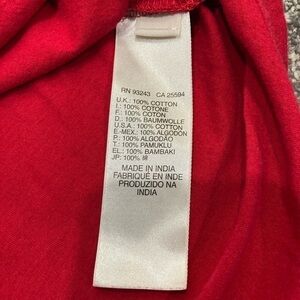 RN 93243 CA 25594
U.K.: 100% COTTON
I.: 100% COTONE
F.: 100% COTON
D.: 100% BAUMWOLLE
U.S.A.: 100% COTTON
E-MEX.: 100% ALGODON
P.: 100% ALGODÃO
T.: 100% PAMUKLU
EL.: 100% BAMBAKI
JP: 100% 綿
MADE IN INDIA
FABRIQUÉ EN INDE
PRODUZIDO NA
INDIA